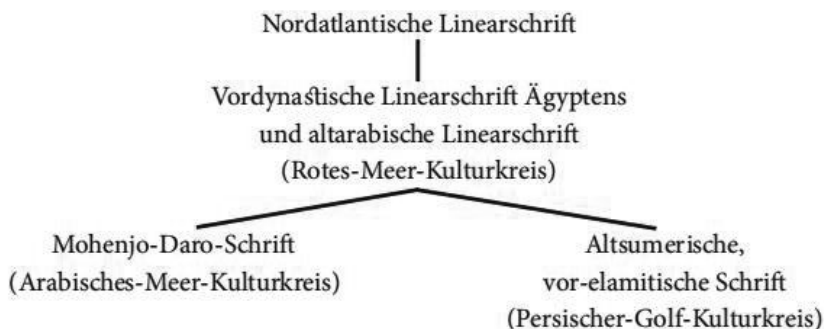 Nordatlantische Linearschrift
Vordynastische Linearschrift Ägyptens
und altarabische Linearschrift
(Rotes-Meer-Kulturkreis)
Mohenjo-Daro-Schrift
(Arabisches-Meer-Kulturkreis)
Altsumerische,
vor-elamitische Schrift
(Persischer-Golf-Kulturkreis)